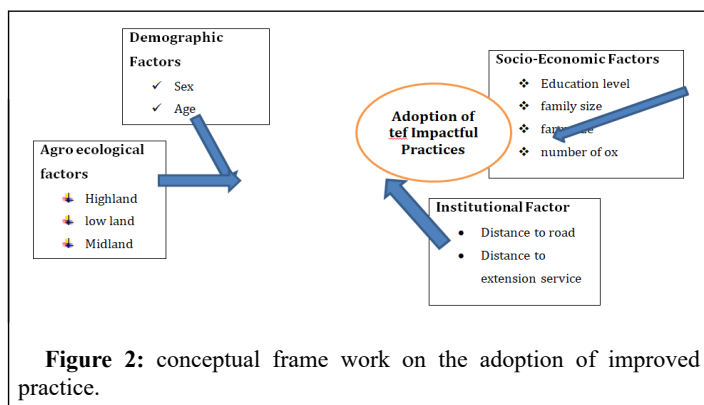 Demographic
Factors
✓ Sex
✓ Age
Agro ecological
factors
Highland
low land
Midland
Adoption of
tef Impactful
Practices
Socio-Economic Factors
❖ Education level
❖ family size
❖
❖ number of ox
Institutional Factor
• Distance to road
• Distance to
extension service
Figure 2: conceptual frame work on the adoption of improved
practice.